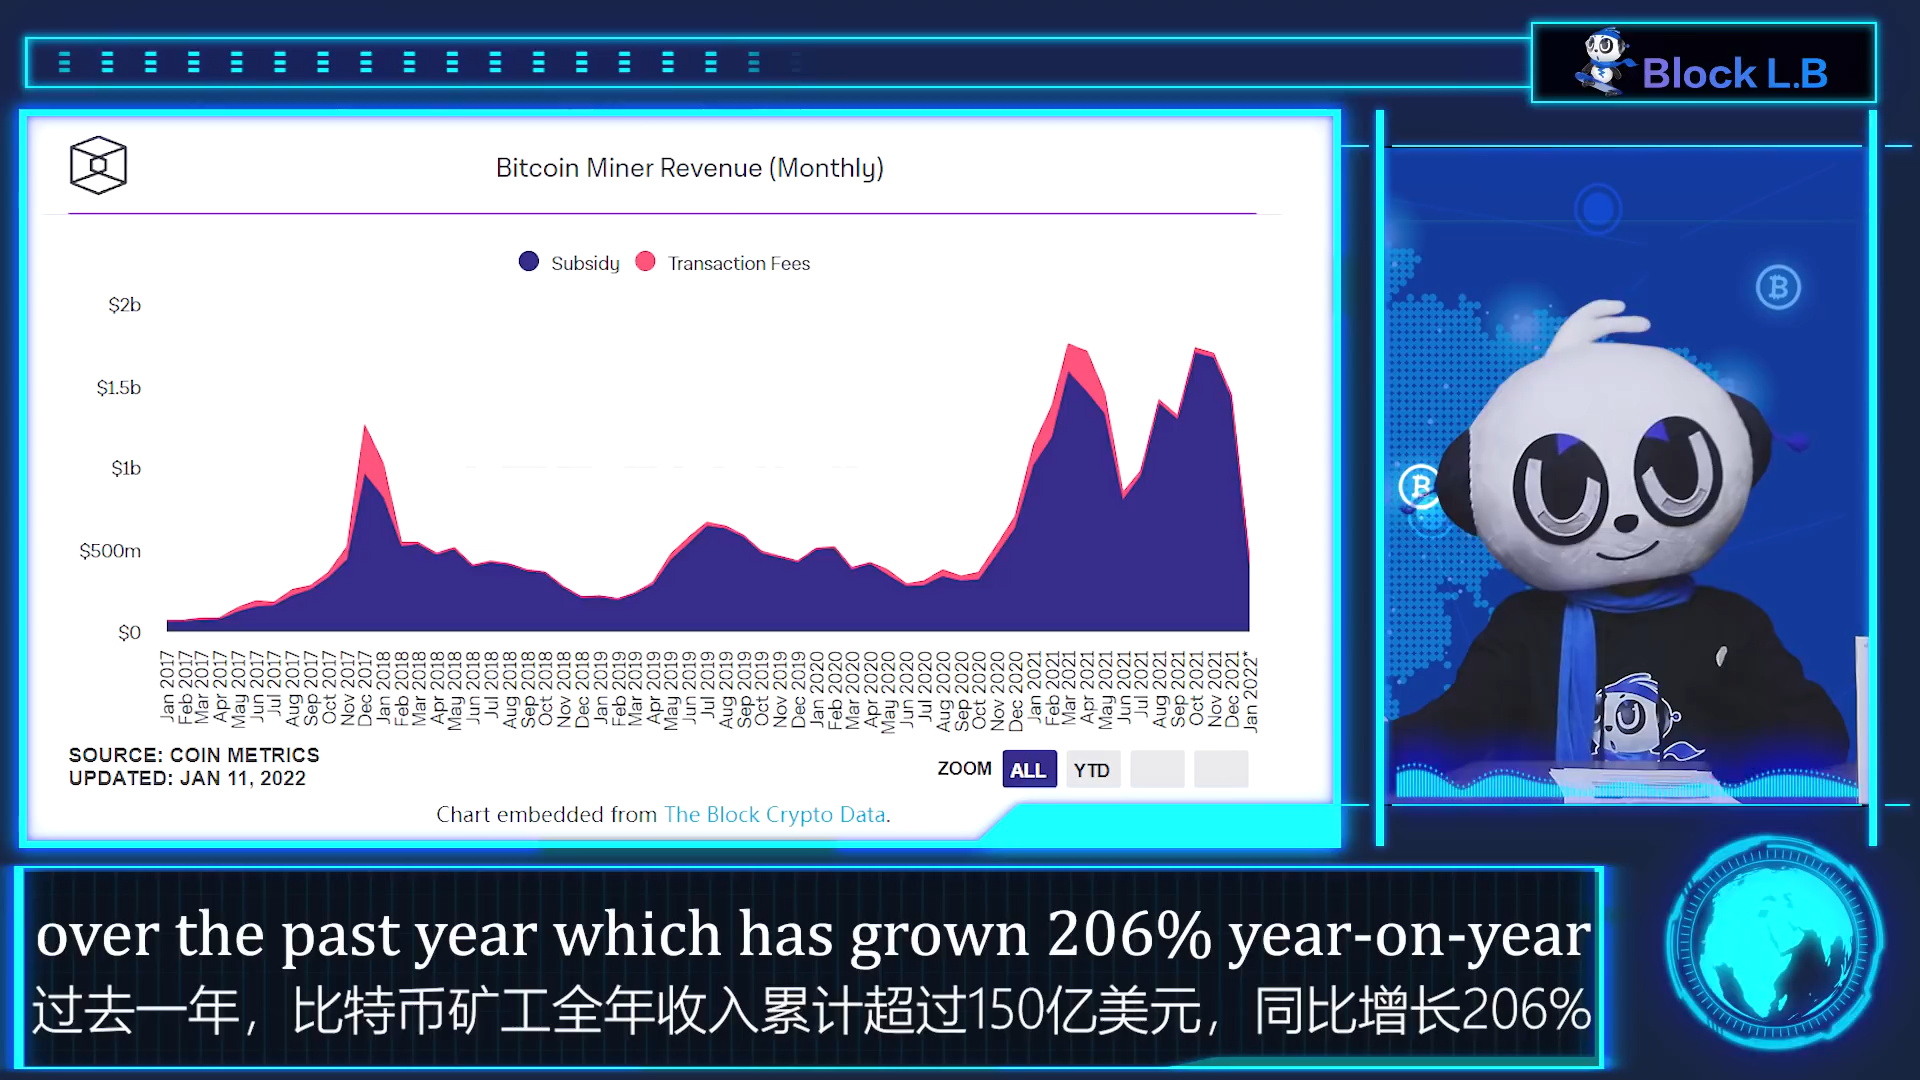 Block L.B
Bitcoin Miner Revenue (Monthly)
Subsidy
Transaction Fees
$2b
$1.5b
$1b
$500m
$0
Jan 2017
Feb 2017
Mar 2017
Apr 2017
May 2017
Jun 2017
Jul 2017
Aug 2017
Sep 2017
Oct 2017
Nov 2017
Dec 2017
Jan 2018
Feb 2018
Mar 2018
Apr 2018
May 2018
Jun 2018
Jul 2018
Aug 2018
Sep 2018
Oct 2018
Nov 2018
Dec 2018
Jan 2019
Feb 2019
Mar 2019
Apr 2019
May 2019
Jun 2019
Jul 2019
Aug 2019
Sep 2019
Oct 2019
Nov 2019
Dec 2019
Jan 2020
Feb 2020
Mar 2020
Apr 2020
May 2020
Jun 2020
Jul 2020
Aug 2020
Sep 2020
Oct 2020
Nov 2020
Dec 2020
Jan 2021
Feb 2021
Mar 2021
Apr 2021
May 2021
Jun 2021
Jul 2021
Aug 2021
Sep 2021
Oct 2021
Nov 2021
Dec 2021
Jan 2022*
SOURCE: COIN METRICS
UPDATED: JAN 11, 2022
ZOOM ALL YTD
Chart embedded from The Block Crypto Data.
over the past year which has grown 206% year-on-year
过去一年，比特币矿工全年收入累计超过150亿美元，同比增长206%